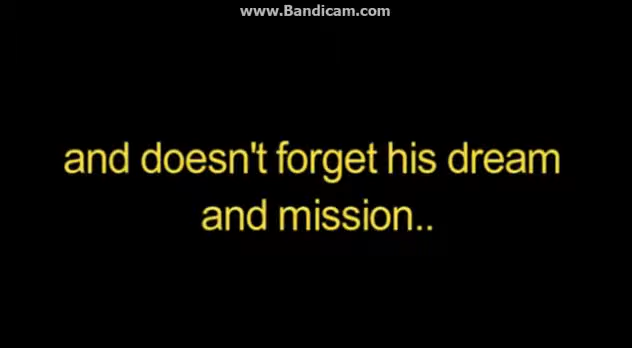 www.Bandicam.com
and doesn't forget his dream
and mission..